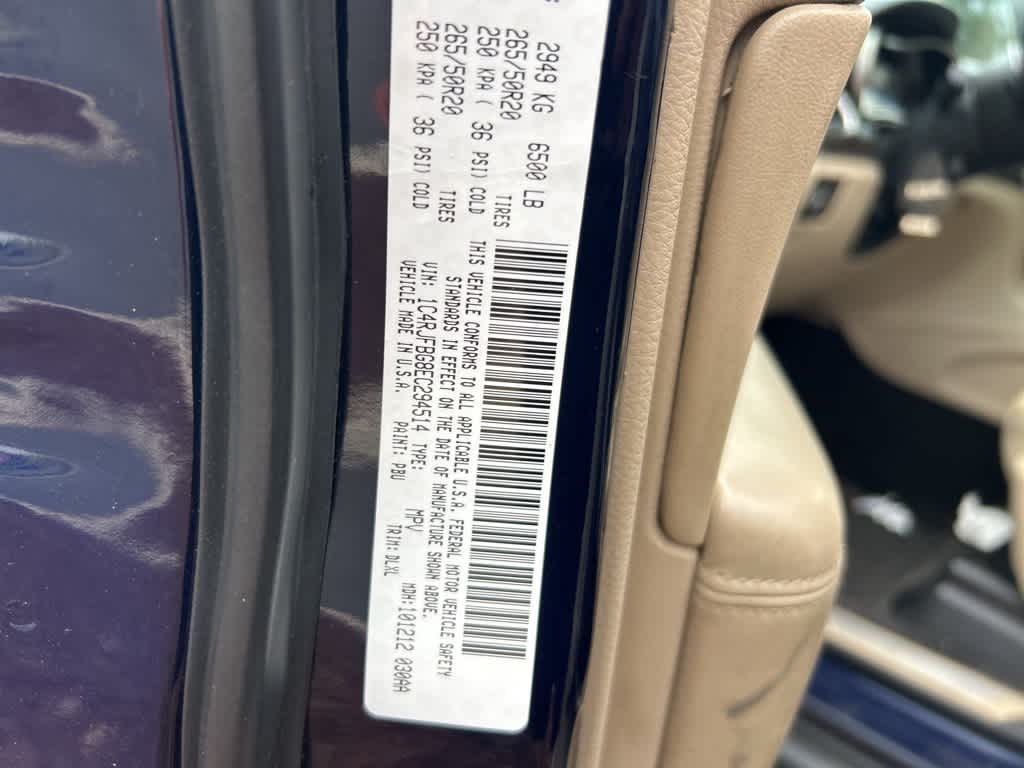 2949 KG 6500 LB
265/50R20 TIRES
250 KPA ( 36 PSI) COLD
265/50R20 TIRES
250 KPA ( 36 PSI) COLD
THIS VEHICLE CONFORMS TO ALL APPLICABLE U.S.A. FEDERAL MOTOR VEHICLE SAFETY
STANDARDS IN EFFECT ON THE DATE OF MANUFACTURE SHOWN ABOVE.
VIN: 1C4RJFBG8EC294514 TYPE: MPV MDH:101212 030AA
VEHICLE MADE IN U.S.A. PAINT: PBU TRIM: DLXL